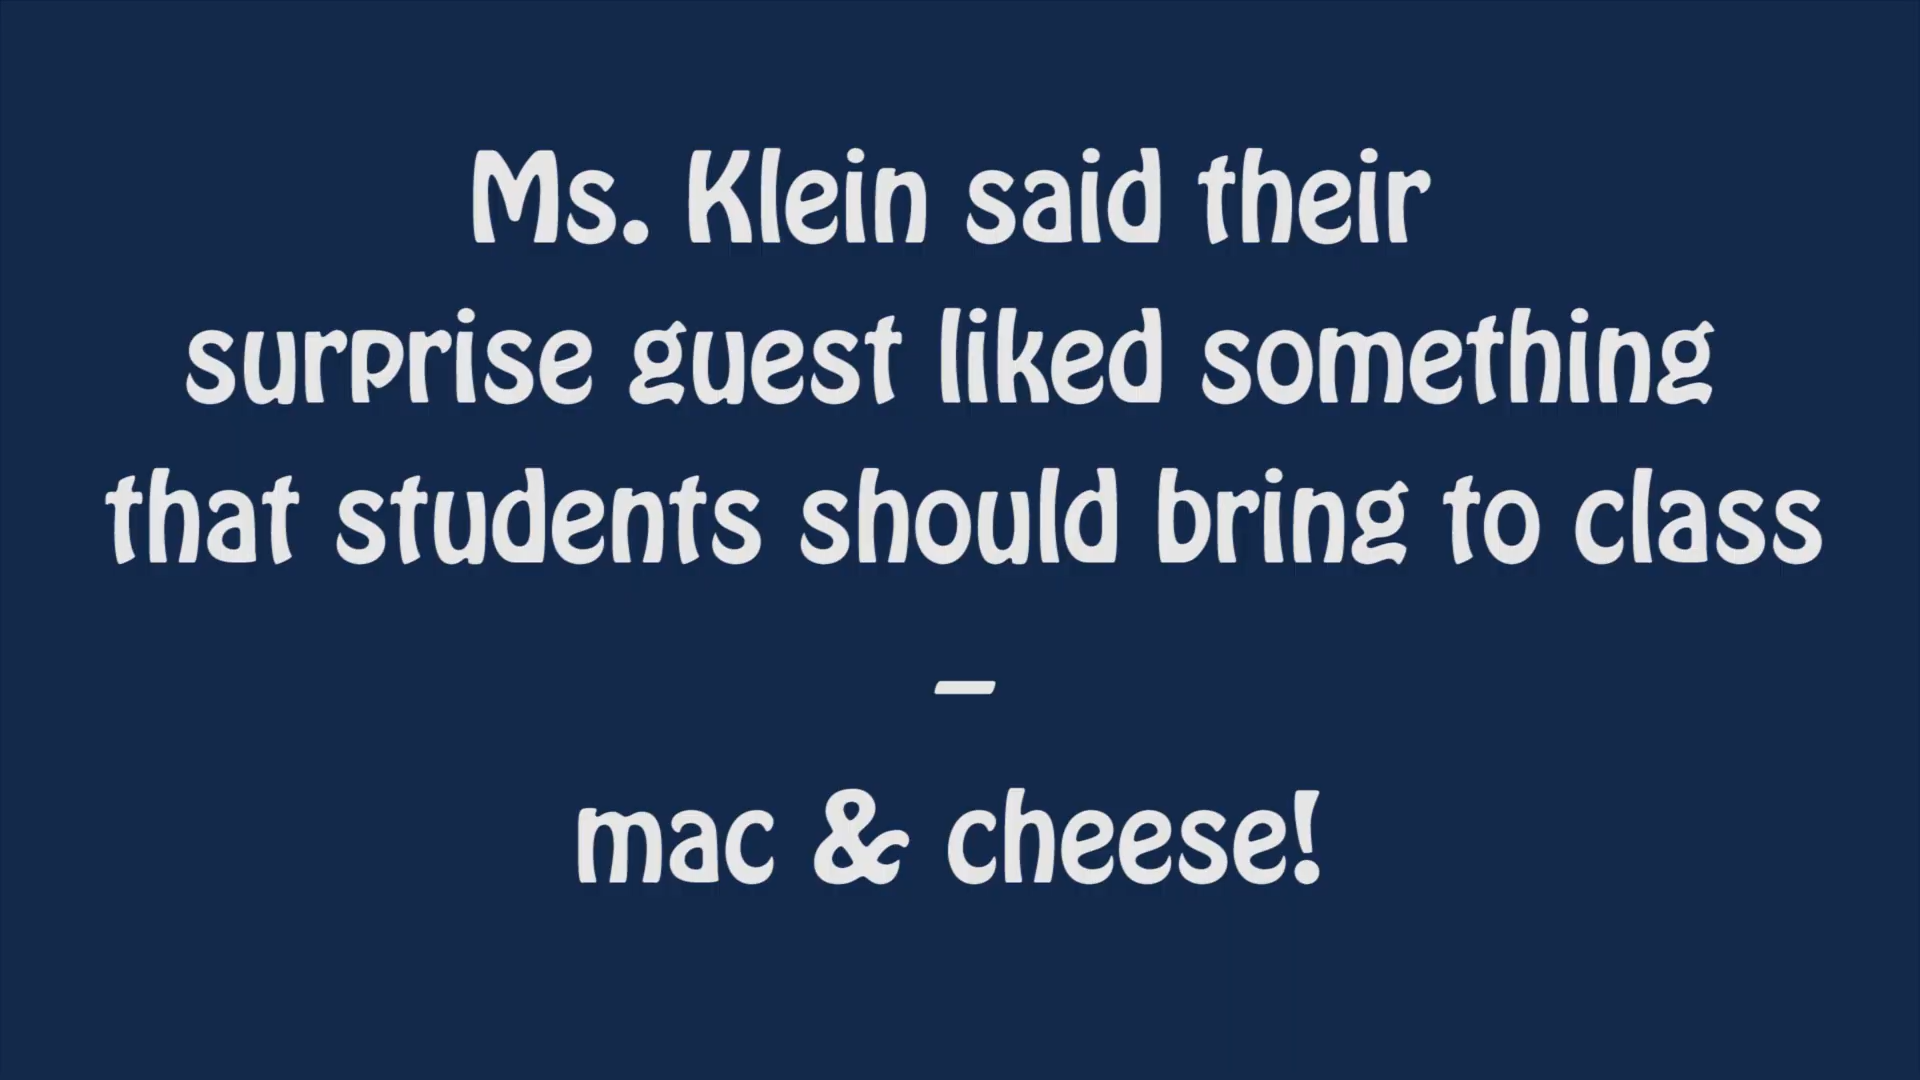 Ms. Klein said their
surprise guest liked something
that students should bring to class
–
mac & cheese!